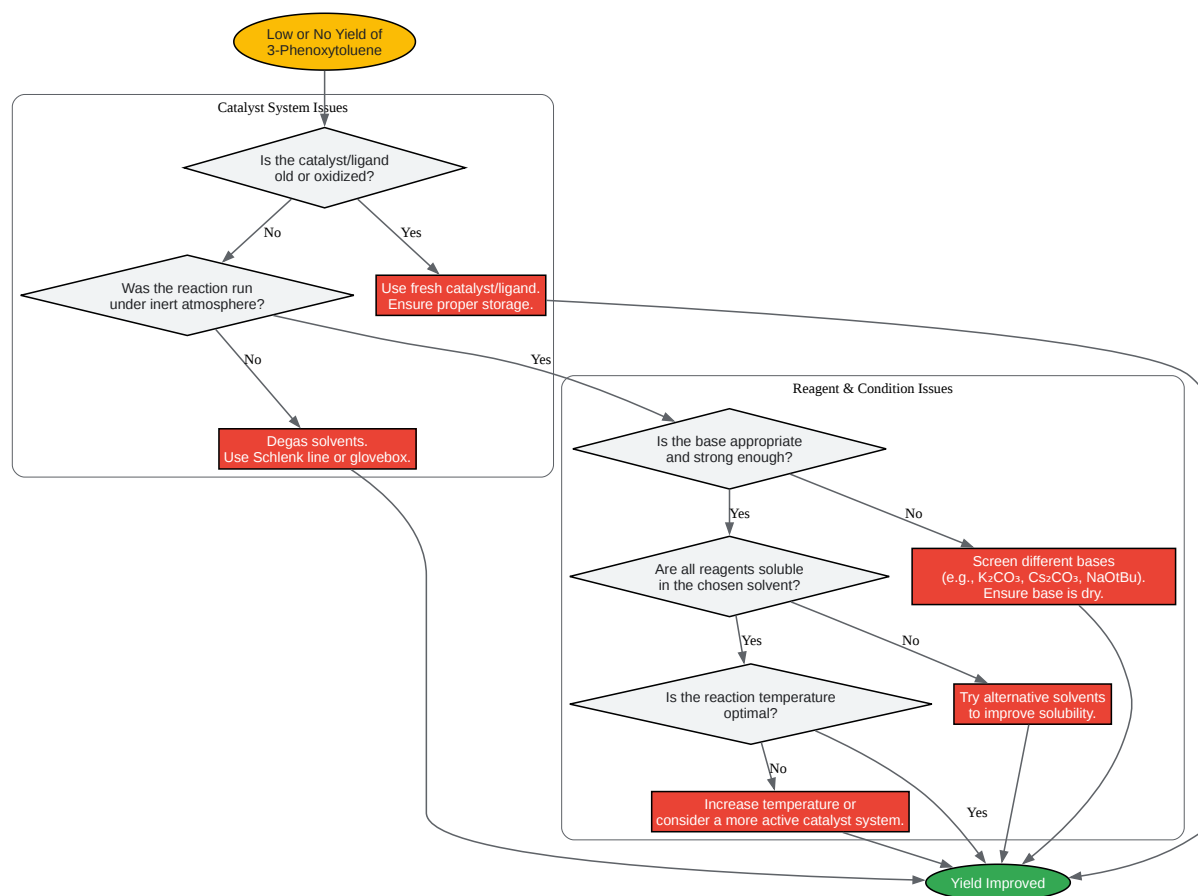 Low or No Yield of
3-Phenoxytoluene
Catalyst System Issues
Is the catalyst/ligand
old or oxidized?
No
Yes
Was the reaction run
under inert atmosphere?
Use fresh catalyst/ligand.
Ensure proper storage.
No
Yes
Degas solvents.
Use Schlenk line or glovebox.
Reagent & Condition Issues
Is the base appropriate
and strong enough?
Yes
No
Are all reagents soluble
in the chosen solvent?
Screen different bases
(e.g., K₂CO₃, Cs₂CO₃, NaOtBu).
Ensure base is dry.
Yes
No
Is the reaction temperature
optimal?
Try alternative solvents
to improve solubility.
No
Yes
Increase temperature or
consider a more active catalyst system.
Yield Improved